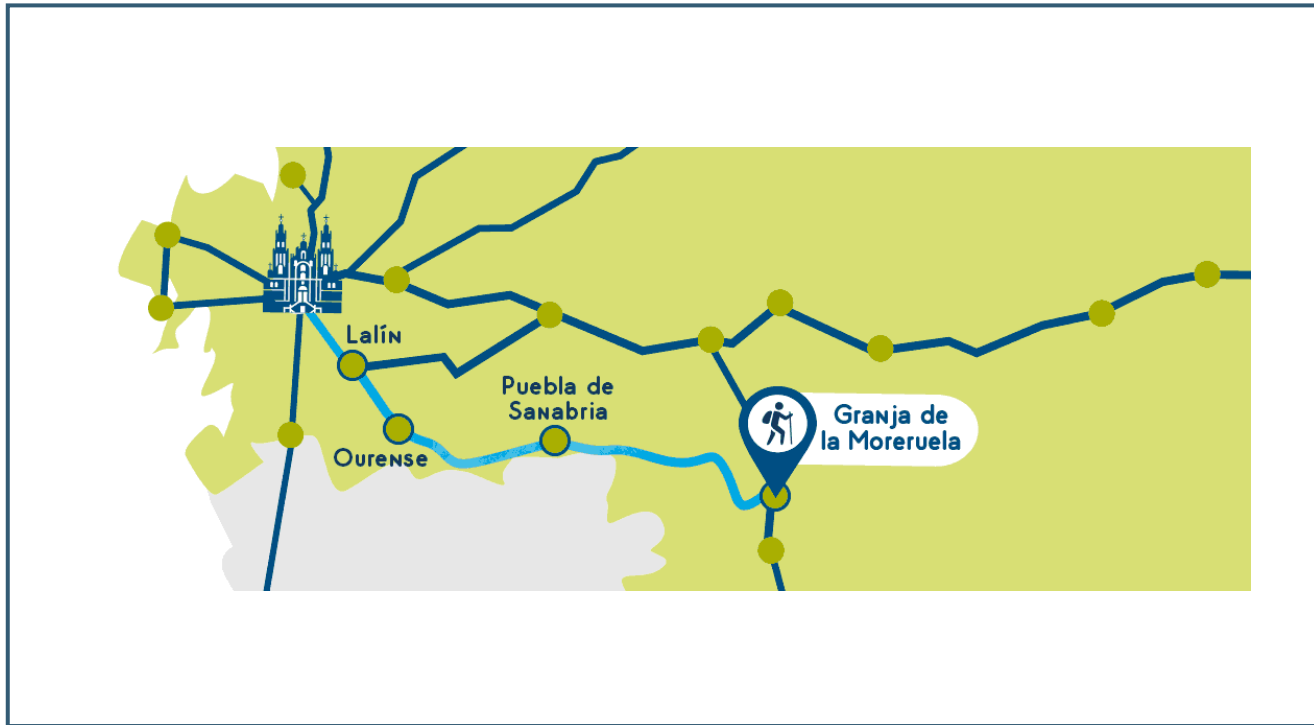 Lalín
Puebla de
Sanabria
Granja de
la Moreruela
Ourense